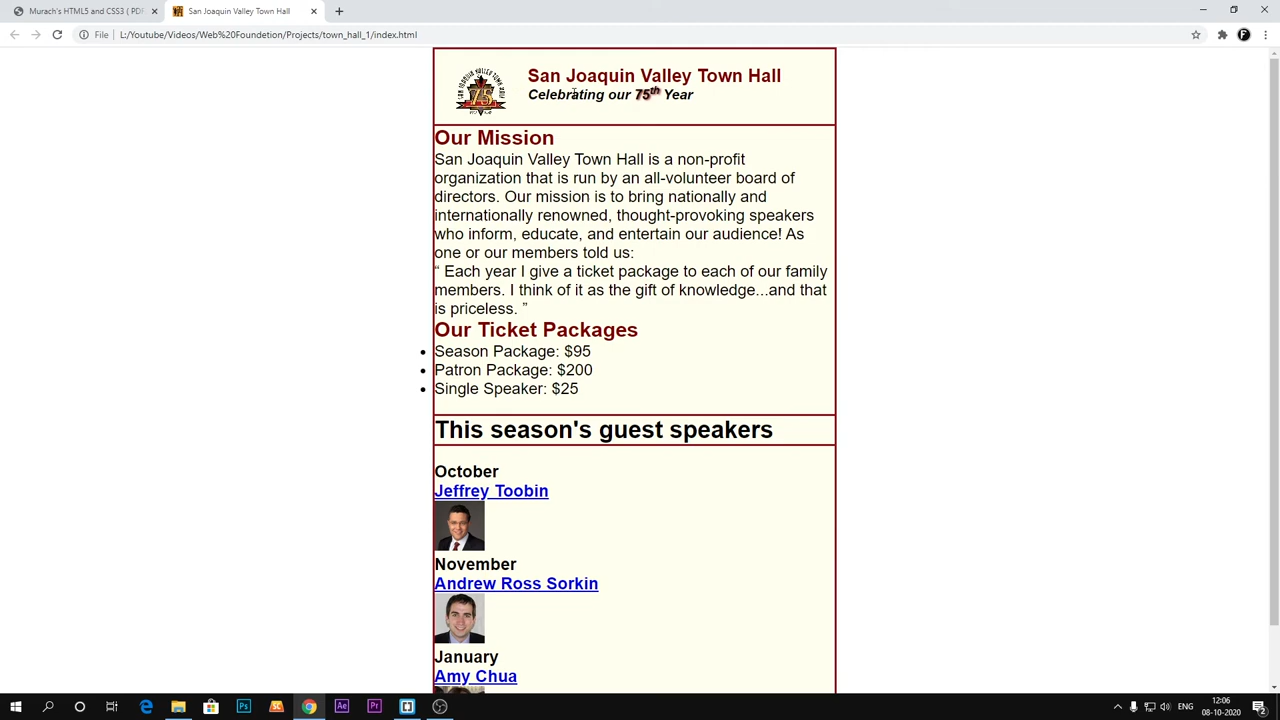 Murach's HTML5 and CSS3 ( PDF
San Joaquin Valley Town Hall
File
L:/Youtube/Videos/Web%20Foundetion/Projects/town_hall_1/index.html
San Joaquin Valley Town Hall
Celebrating our 75th Year
Our Mission
San Joaquin Valley Town Hall is a non-profit
organization that is run by an all-volunteer board of
directors. Our mission is to bring nationally and
internationally renowned, thought-provoking speakers
who inform, educate, and entertain our audience! As
one or our members told us:
“ Each year I give a ticket package to each of our family
members. I think of it as the gift of knowledge...and that
is priceless. ”
Our Ticket Packages
• Season Package: $95
• Patron Package: $200
• Single Speaker: $25
This season's guest speakers
October
Jeffrey Toobin
November
Andrew Ross Sorkin
January
Amy Chua
ENG
12:06
08-10-2020